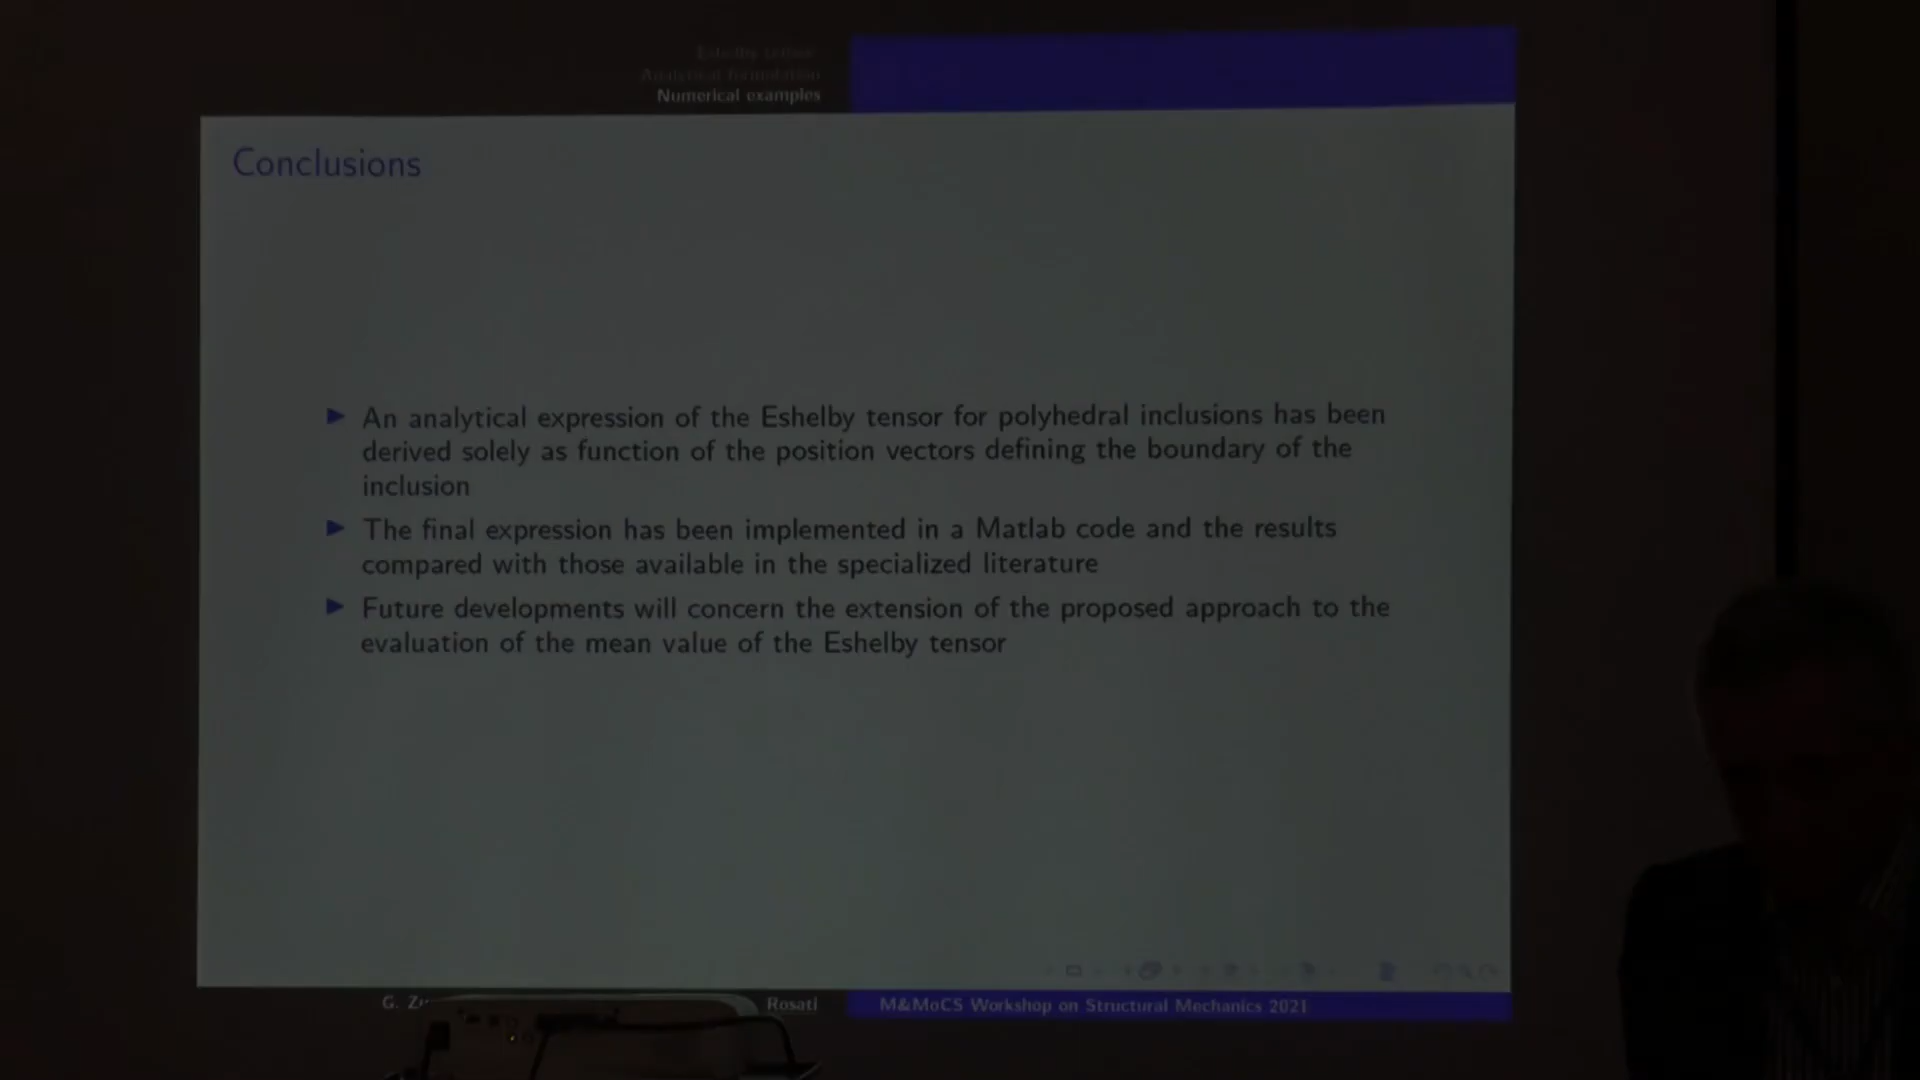 Eshelby tensor
Analytical formulation
Numerical examples
Conclusions
An analytical expression of the Eshelby tensor for polyhedral inclusions has been
derived solely as function of the position vectors defining the boundary of the
inclusion
The final expression has been implemented in a Matlab code and the results
compared with those available in the specialized literature
Future developments will concern the extension of the proposed approach to the
evaluation of the mean value of the Eshelby tensor
G. Rosati
M&MoCS Workshop on Structural Mechanics 2021